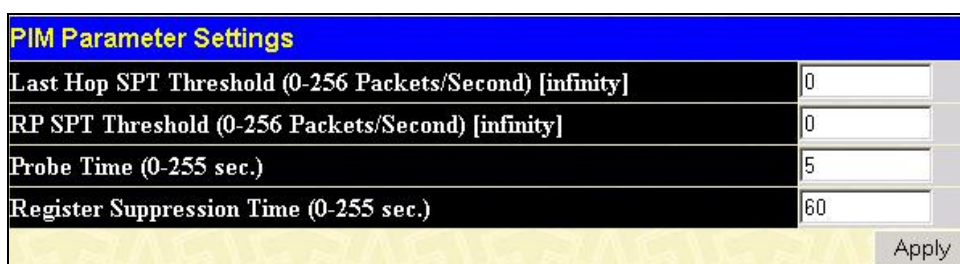 PIM Parameter Settings
Last Hop SPT Threshold (0-256 Packets/Second) [infinity] 0
RP SPT Threshold (0-256 Packets/Second) [infinity] 0
Probe Time (0-255 sec.) 5
Register Suppression Time (0-255 sec.) 60
Apply